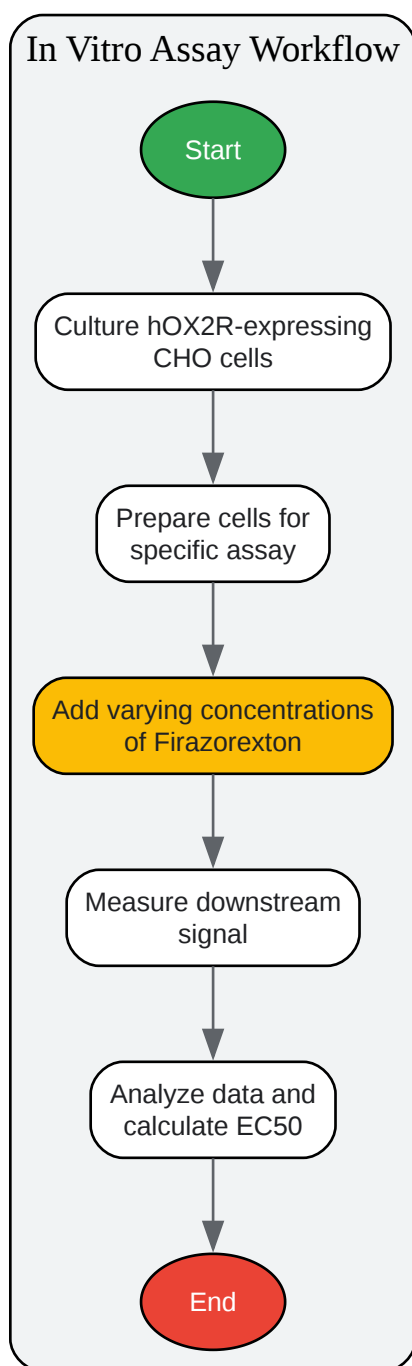 In Vitro Assay Workflow
Start
Culture hOX2R-expressing
CHO cells
Prepare cells for
specific assay
Add varying concentrations
of Firazorexton
Measure downstream
signal
Analyze data and
calculate EC50
End